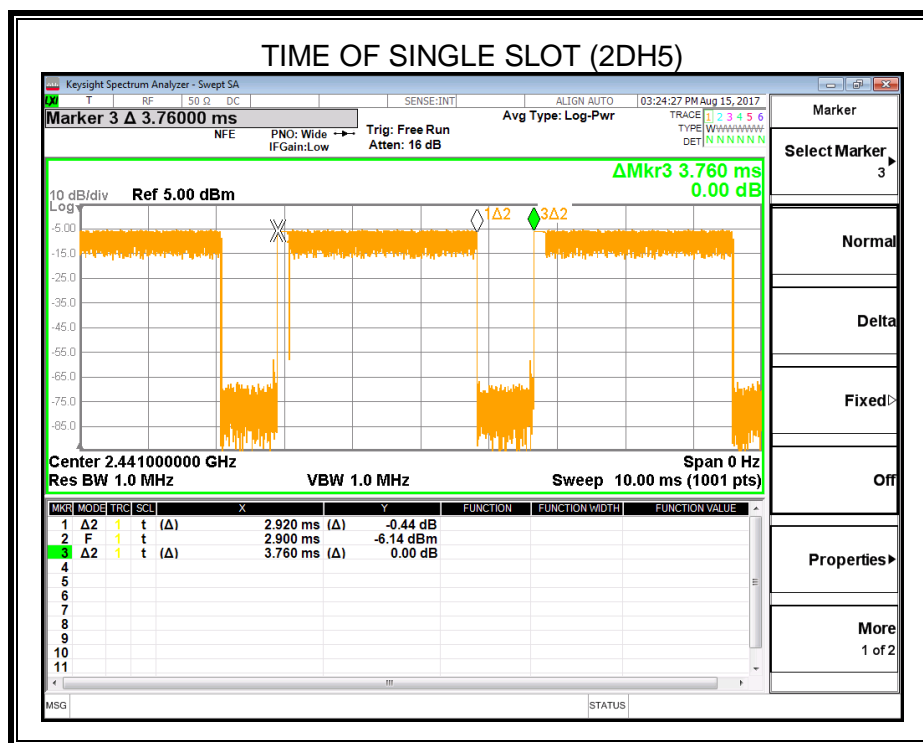 TIME OF SINGLE SLOT (2DH5)
Keysight Spectrum Analyzer - Swept SA
LXI T RF 50 Ω DC SENSE:INT ALIGN AUTO 03:24:27 PM Aug 15, 2017
Marker 3 Δ 3.76000 ms
NFE PNO: Wide Trig: Free Run Avg Type: Log-Pwr TRACE 1 2 3 4 5 6
IFGain:Low Atten: 16 dB TYPE WWWWWW
DET N N N N N N
ΔMkr3 3.760 ms
0.00 dB
10 dB/div Ref 5.00 dBm
Log
1Δ2 3Δ2
-5.00
-15.0
-25.0
-35.0
-45.0
-55.0
-65.0
-75.0
-85.0
Center 2.441000000 GHz Span 0 Hz
Res BW 1.0 MHz VBW 1.0 MHz Sweep 10.00 ms (1001 pts)
MKR MODE TRC SCL X Y FUNCTION FUNCTION WIDTH FUNCTION VALUE
1 Δ2 1 t (Δ) 2.920 ms (Δ) -0.44 dB
2 F 1 t 2.900 ms -6.14 dBm
3 Δ2 1 t (Δ) 3.760 ms (Δ) 0.00 dB
4
5
6
7
8
9
10
11
MSG STATUS
Marker
Select Marker
3
Normal
Delta
Fixed
Off
Properties
More
1 of 2